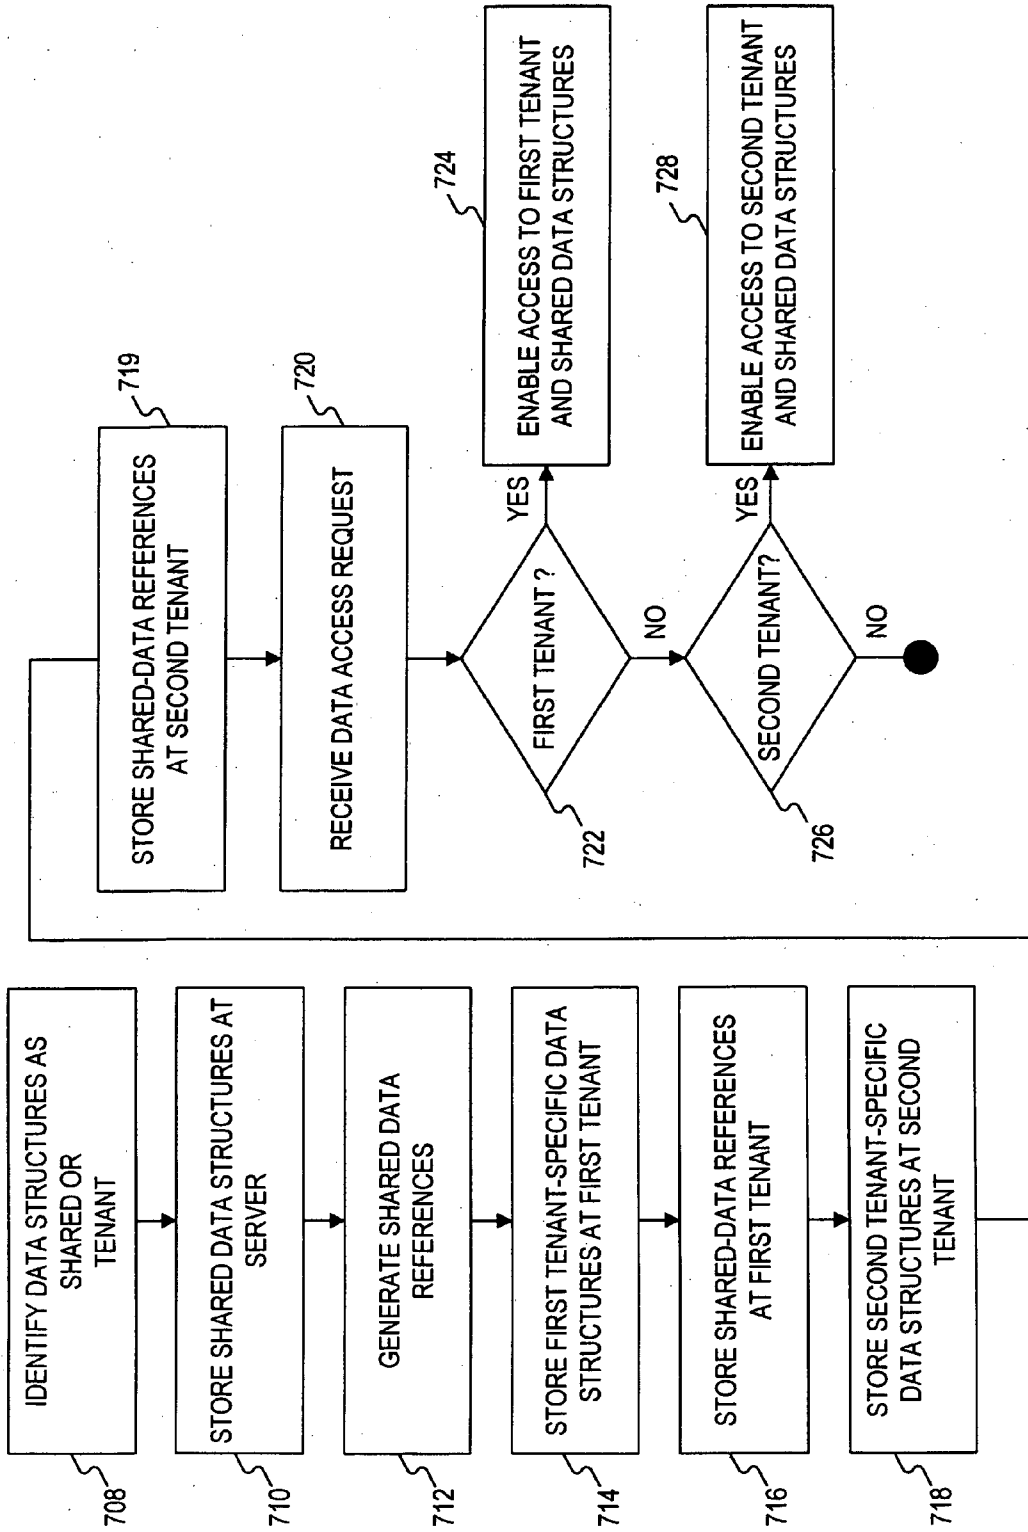 IDENTIFY DATA STRUCTURES AS
SHARED OR
TENANT
708
STORE SHARED DATA STRUCTURES AT
SERVER
710
GENERATE SHARED DATA
REFERENCES
712
STORE FIRST TENANT-SPECIFIC DATA
STRUCTURES AT FIRST TENANT
714
STORE SHARED-DATA REFERENCES
AT FIRST TENANT
716
STORE SECOND TENANT-SPECIFIC
DATA STRUCTURES AT SECOND
TENANT
718
STORE SHARED-DATA REFERENCES
AT SECOND TENANT
719
RECEIVE DATA ACCESS REQUEST
720
FIRST TENANT ?
722
YES
NO
ENABLE ACCESS TO FIRST TENANT
AND SHARED DATA STRUCTURES
724
SECOND TENANT?
726
YES
NO
ENABLE ACCESS TO SECOND TENANT
AND SHARED DATA STRUCTURES
728